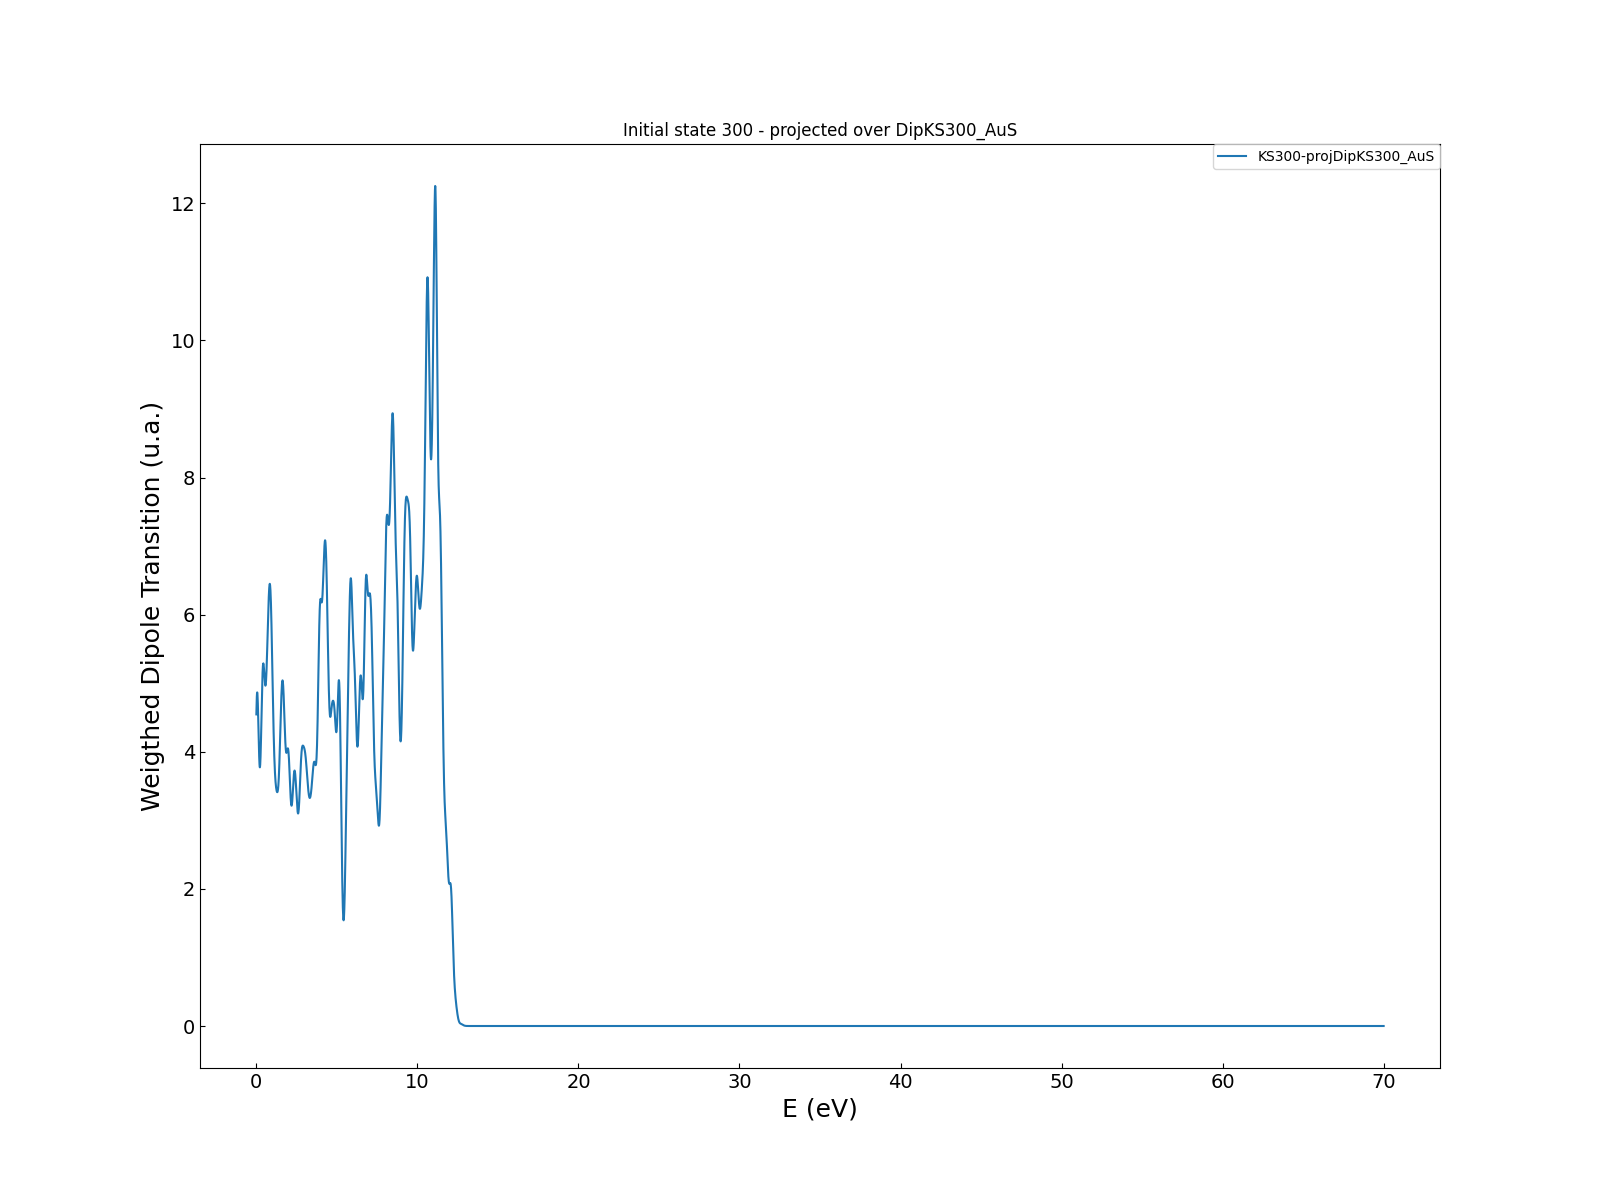 Initial state 300 - projected over DipKS300_AuS
KS300-projDipKS300_AuS
Weigthed Dipole Transition (u.a.)
12
10
8
6
4
2
0
0 10 20 30 40 50 60 70
E (eV)